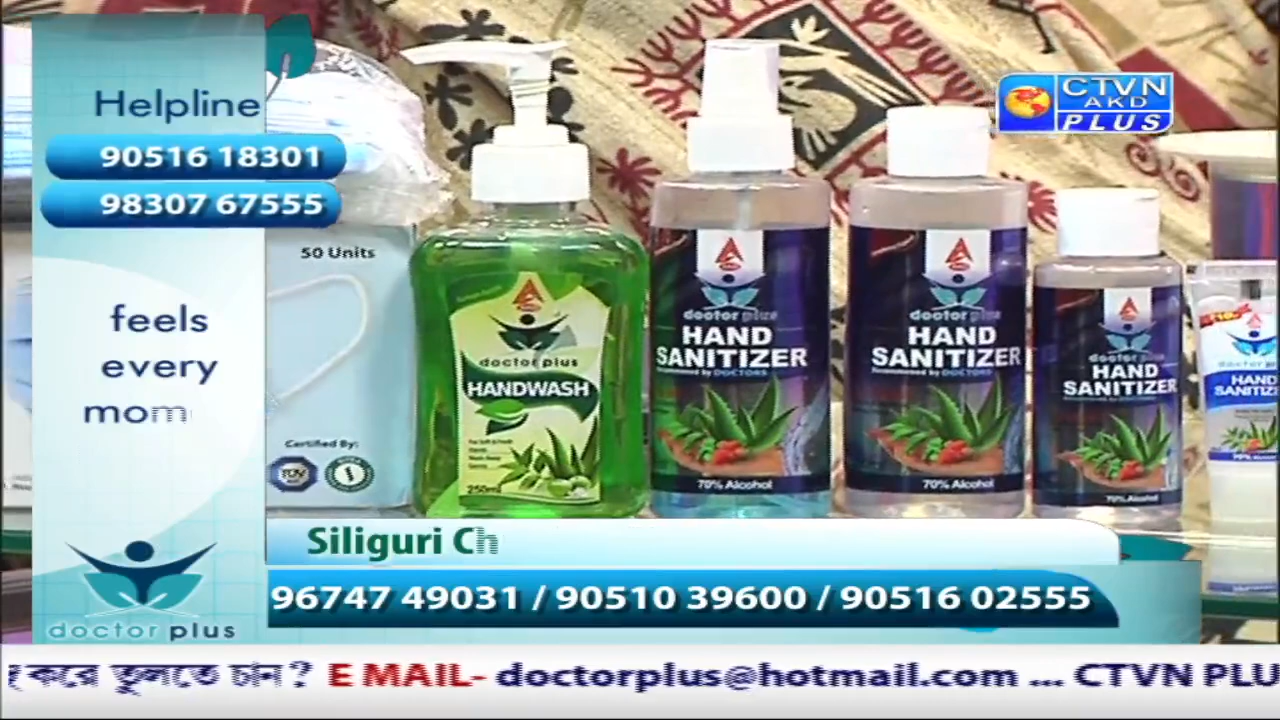 Helpline
90516 18301
98307 67555
feels
every
mom
doctor plus
CTVN
AKD
PLUS
50 Units
Certified By:
doctor plus
HANDWASH
250ml
doctor plus
HAND
SANITIZER
Recommended by DOCTORS
70% Alcohol
doctor plus
HAND
SANITIZER
Recommended by DOCTORS
70% Alcohol
doctor plus
HAND
SANITIZER
70% Alcohol
HAND
Siliguri Ch
96747 49031 / 90510 39600 / 90516 02555
করে তুলতে চান? E MAIL- doctorplus@hotmail.com ... CTVN PLU